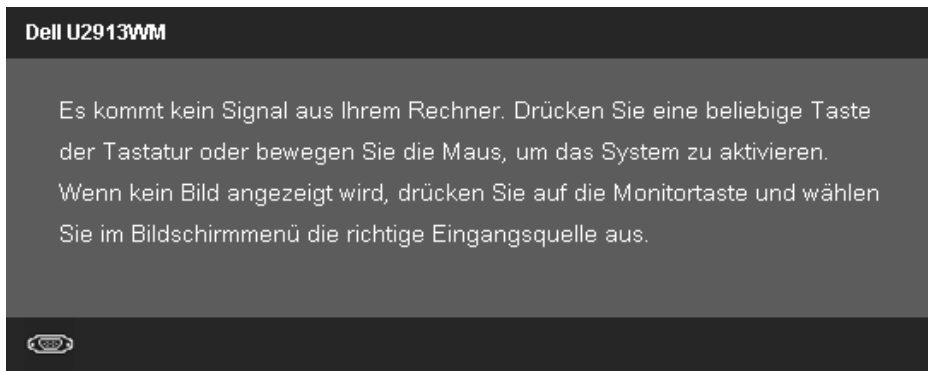 Dell U2913WM
Es kommt kein Signal aus Ihrem Rechner. Drücken Sie eine beliebige Taste
der Tastatur oder bewegen Sie die Maus, um das System zu aktivieren.
Wenn kein Bild angezeigt wird, drücken Sie auf die Monitortaste und wählen
Sie im Bildschirmmenü die richtige Eingangsquelle aus.